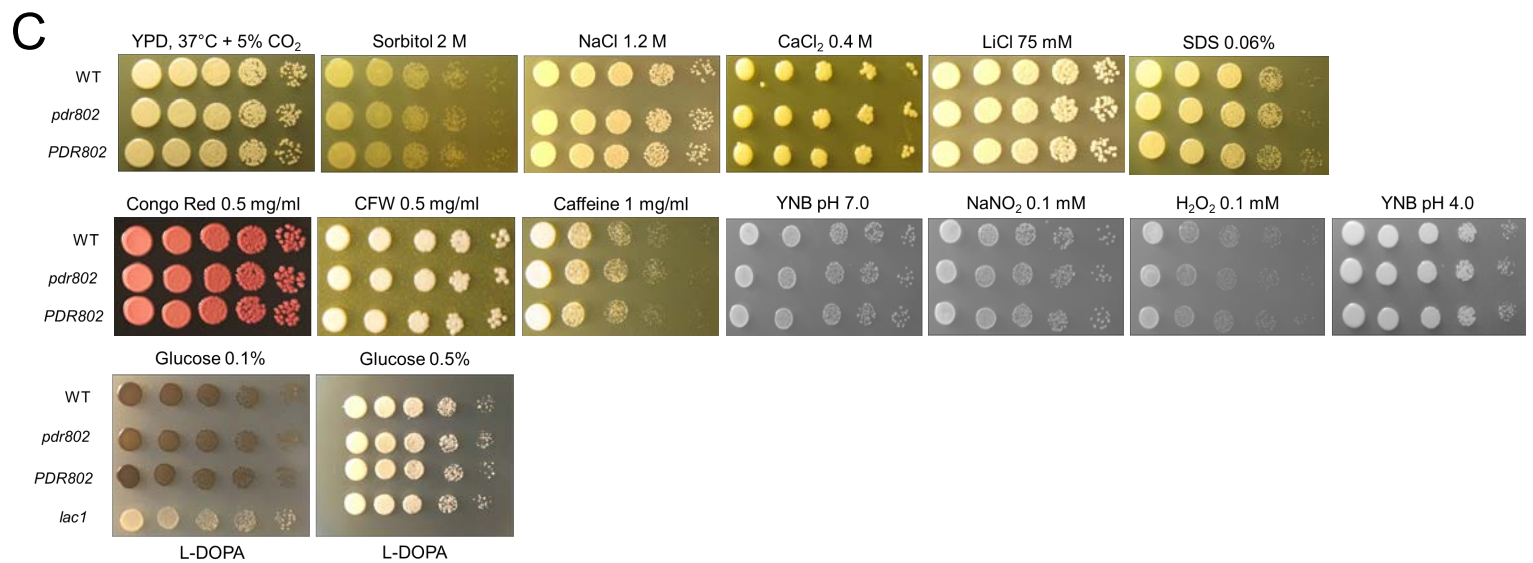 C
YPD, 37°C + 5% CO₂ Sorbitol 2 M NaCl 1.2 M CaCl₂ 0.4 M LiCl 75 mM SDS 0.06%
WT
pdr802
PDR802
Congo Red 0.5 mg/ml CFW 0.5 mg/ml Caffeine 1 mg/ml YNB pH 7.0 NaNO₂ 0.1 mM H₂O₂ 0.1 mM YNB pH 4.0
WT
pdr802
PDR802
Glucose 0.1% Glucose 0.5%
WT
pdr802
PDR802
lac1
L-DOPA L-DOPA